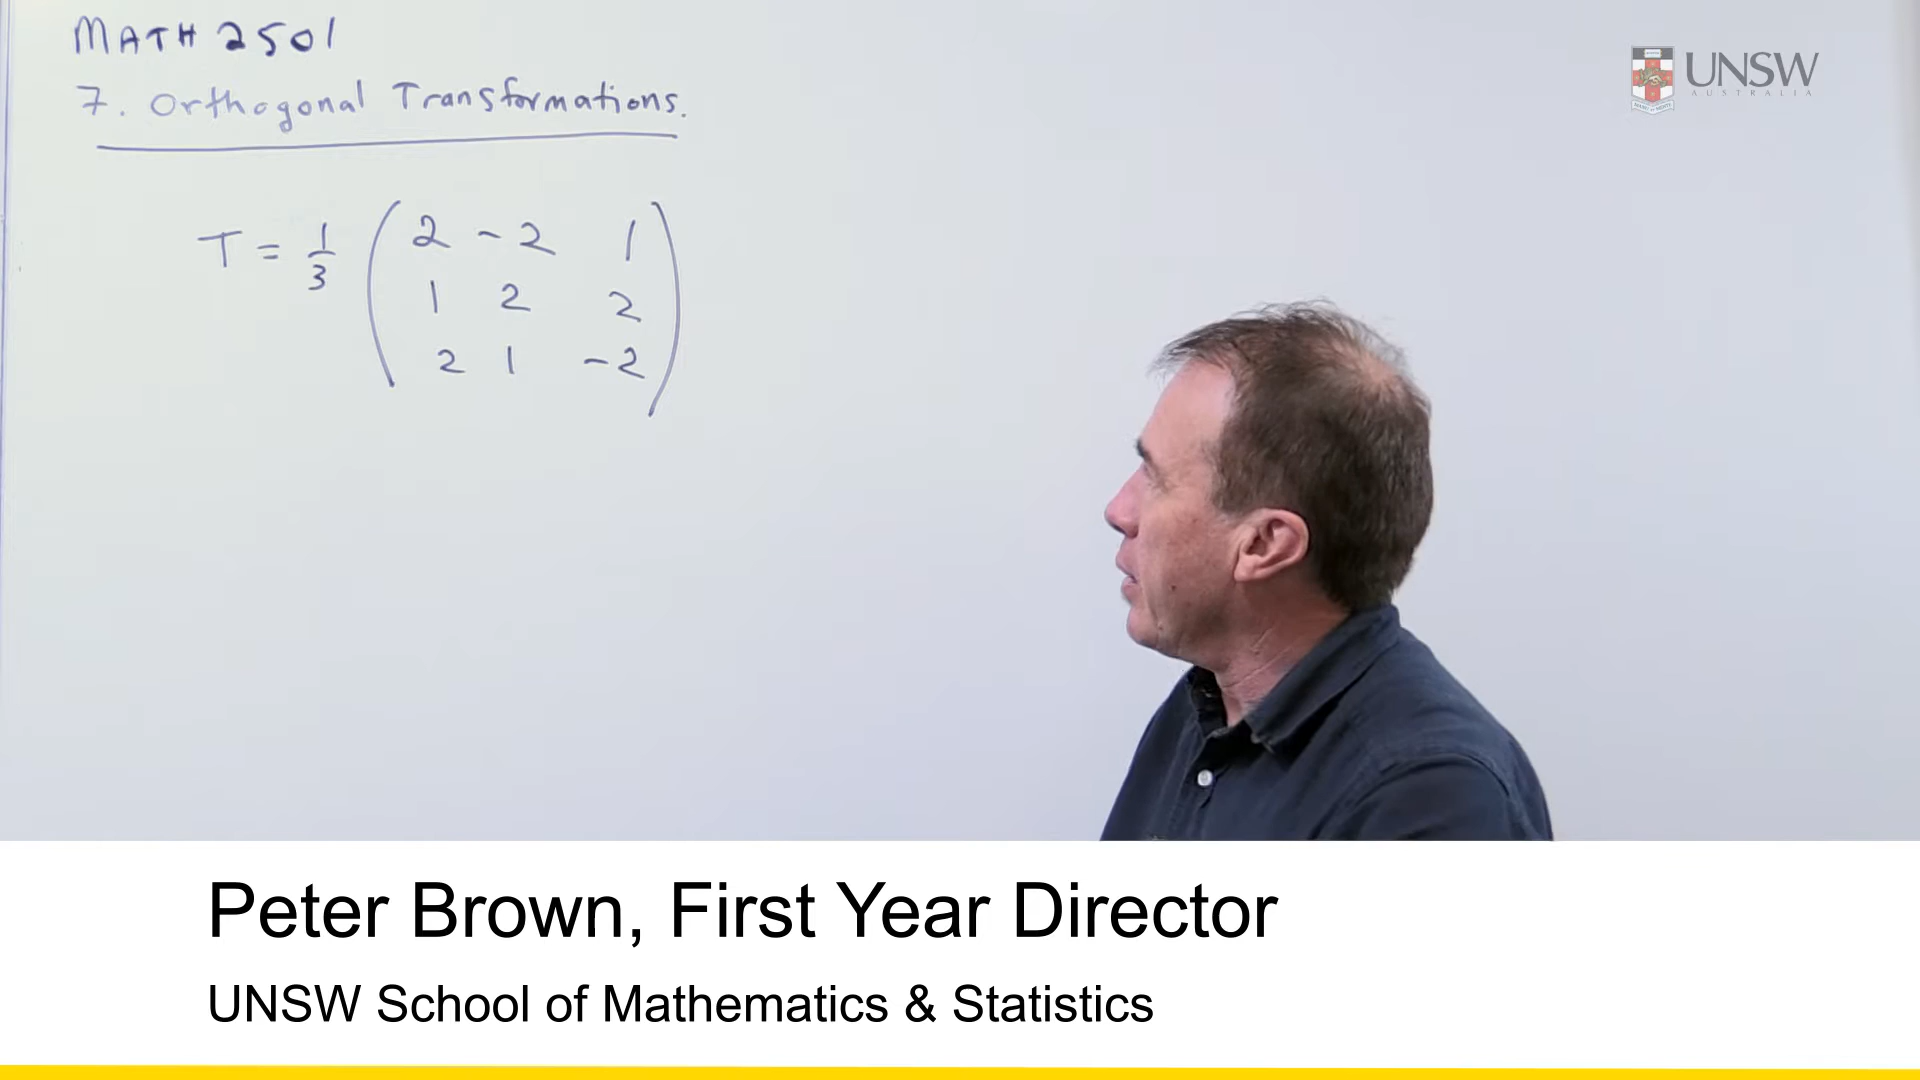 MATH 2501
7. Orthogonal Transformations.
UNSW
AUSTRALIA
T = 1/3 ( 2 -2 1
1 2 2
2 1 -2 )
Peter Brown, First Year Director
UNSW School of Mathematics & Statistics